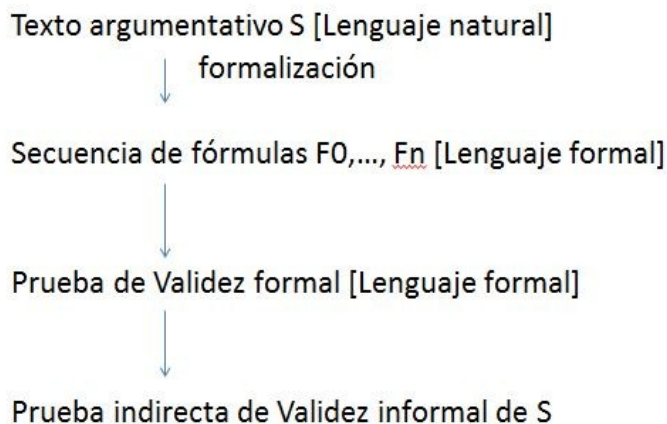 Texto argumentativo S [Lenguaje natural]
formalización
Secuencia de fórmulas F0,..., Fn [Lenguaje formal]
Prueba de Validez formal [Lenguaje formal]
Prueba indirecta de Validez informal de S